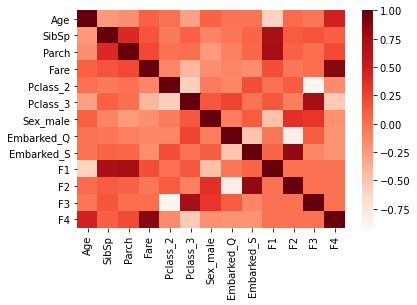 Age
SibSp
Parch
Fare
Pclass_2
Pclass_3
Sex_male
Embarked_Q
Embarked_S
F1
F2
F3
F4
Age
SibSp
Parch
Fare
Pclass_2
Pclass_3
Sex_male
Embarked_Q
Embarked_S
F1
F2
F3
F4
1.00
0.75
0.50
0.25
0.00
−0.25
−0.50
−0.75